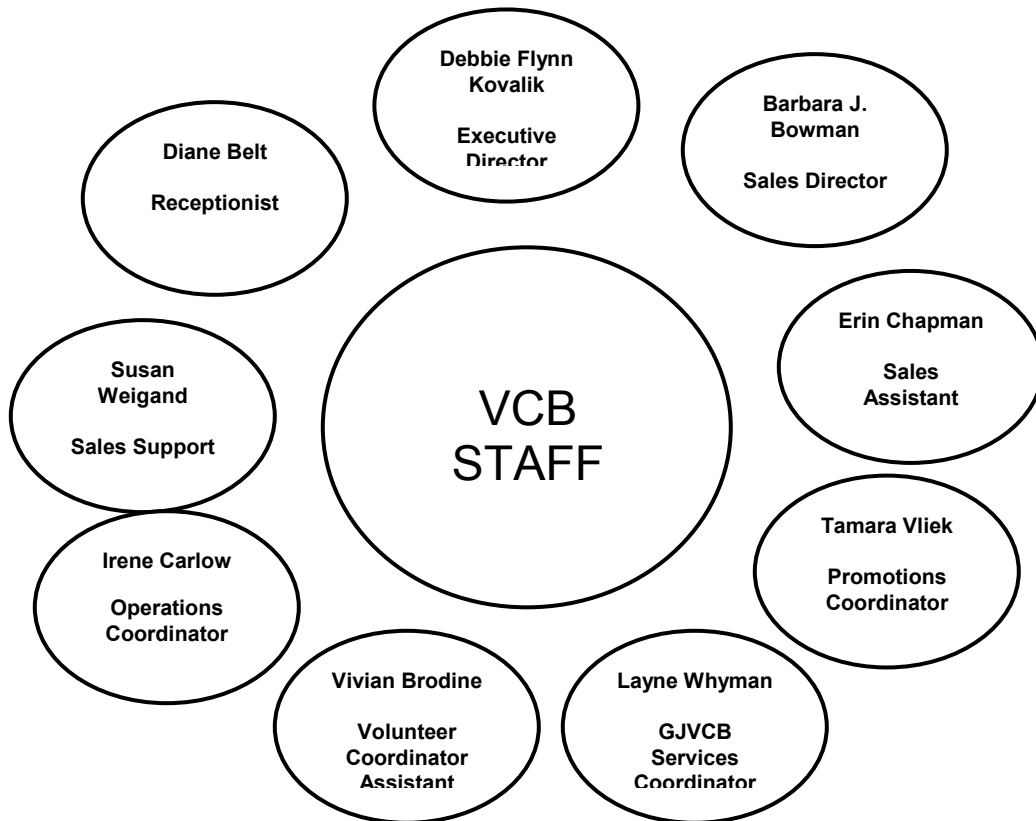 Debbie Flynn
Kovalik
Executive
Director
Barbara J.
Bowman
Sales Director
Diane Belt
Receptionist
Erin Chapman
Sales
Assistant
Susan
Weigand
Sales Support
VCB
STAFF
Tamara Vliek
Promotions
Coordinator
Irene Carlow
Operations
Coordinator
Vivian Brodine
Volunteer
Coordinator
Assistant
Layne Whyman
GJVCB
Services
Coordinator